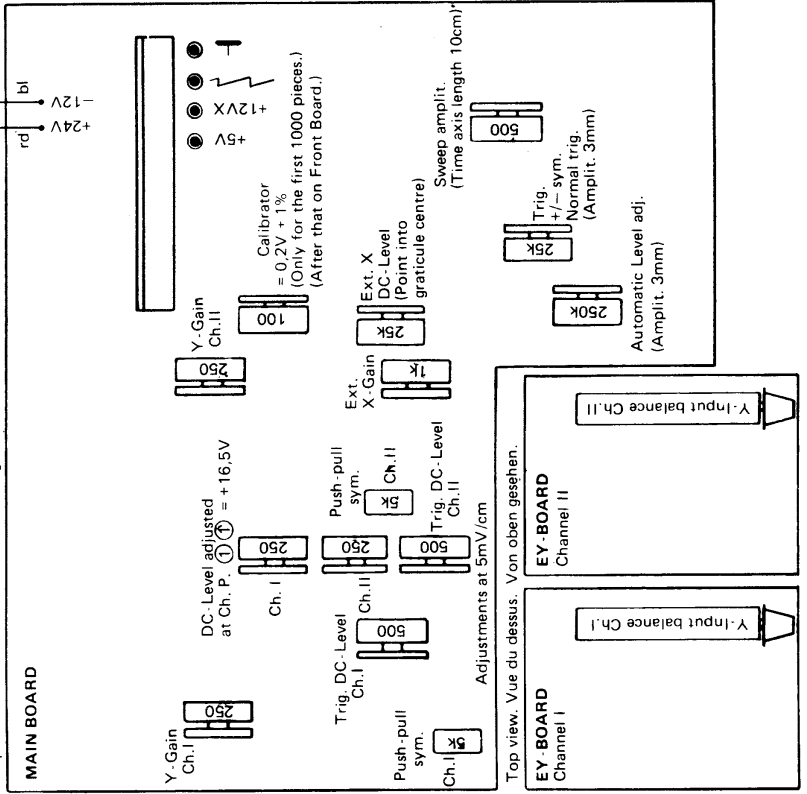 MAIN BOARD
bl
rd
−12V
+24V
+12VX
+5V
Calibrator
= 0,2V + 1%
(Only for the first 1000 pieces.)
(After that on Front Board.)
100
Y-Gain
Ch.II
250
Sweep amplit.
(Time axis length 10cm)
500
Ext. X
DC-Level
(Point into
graticule centre)
25k
Trig.
+/− sym.
Normal trig.
(Amplit. 3mm)
25k
Automatic Level adj.
(Amplit. 3mm)
250k
Ext.
X-Gain
1k
DC-Level adjusted
at Ch. P. 1 ↑ = +16,5V
250
Ch. I
250
Ch.II
Push-pull
sym.
Ch.II
5k
500
Trig. DC-Level
Ch.II
Trig. DC-Level
Ch.I
500
Y-Gain
Ch.I
250
Push-pull
sym.
Ch.I
5k
Adjustments at 5mV/cm
Top view. Vue du dessus. Von oben gesehen.
EY-BOARD
Channel I
Y-Input balance Ch.I
EY-BOARD
Channel II
Y-Input balance Ch.II